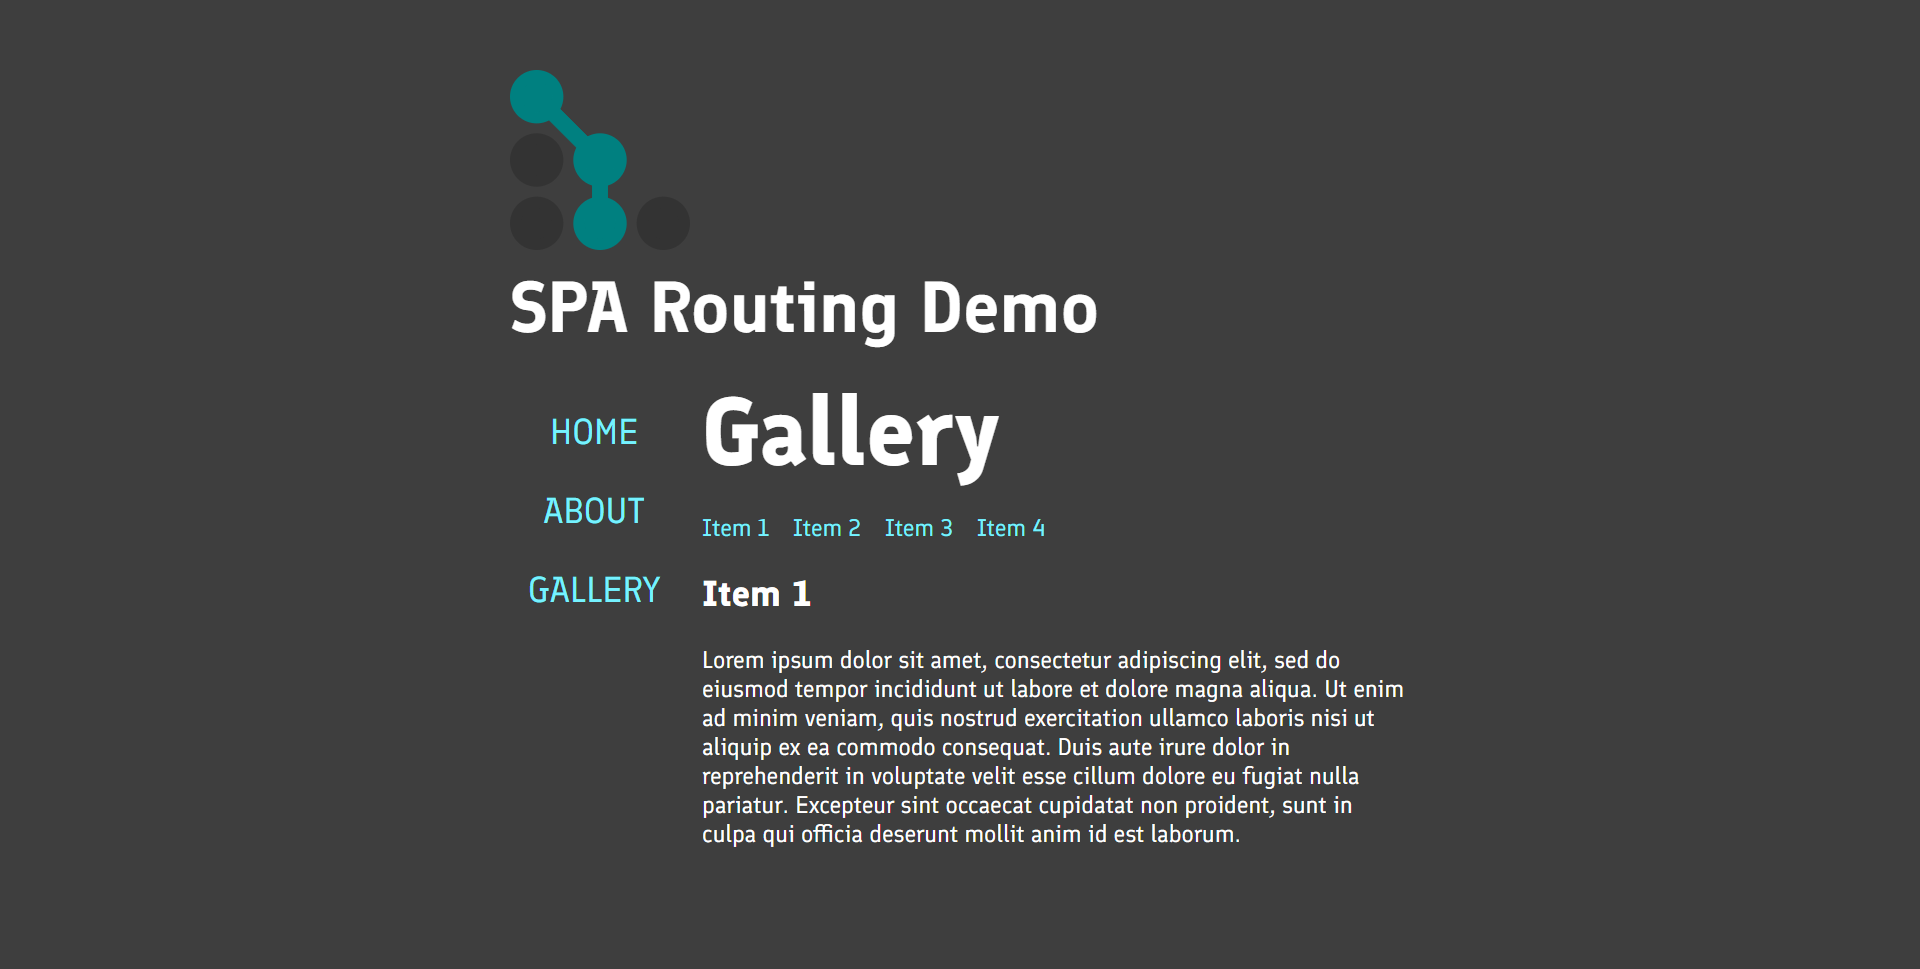 SPA Routing Demo
HOME
ABOUT
GALLERY
Gallery
Item 1 Item 2 Item 3 Item 4
Item 1
Lorem ipsum dolor sit amet, consectetur adipiscing elit, sed do
eiusmod tempor incididunt ut labore et dolore magna aliqua. Ut enim
ad minim veniam, quis nostrud exercitation ullamco laboris nisi ut
aliquip ex ea commodo consequat. Duis aute irure dolor in
reprehenderit in voluptate velit esse cillum dolore eu fugiat nulla
pariatur. Excepteur sint occaecat cupidatat non proident, sunt in
culpa qui officia deserunt mollit anim id est laborum.